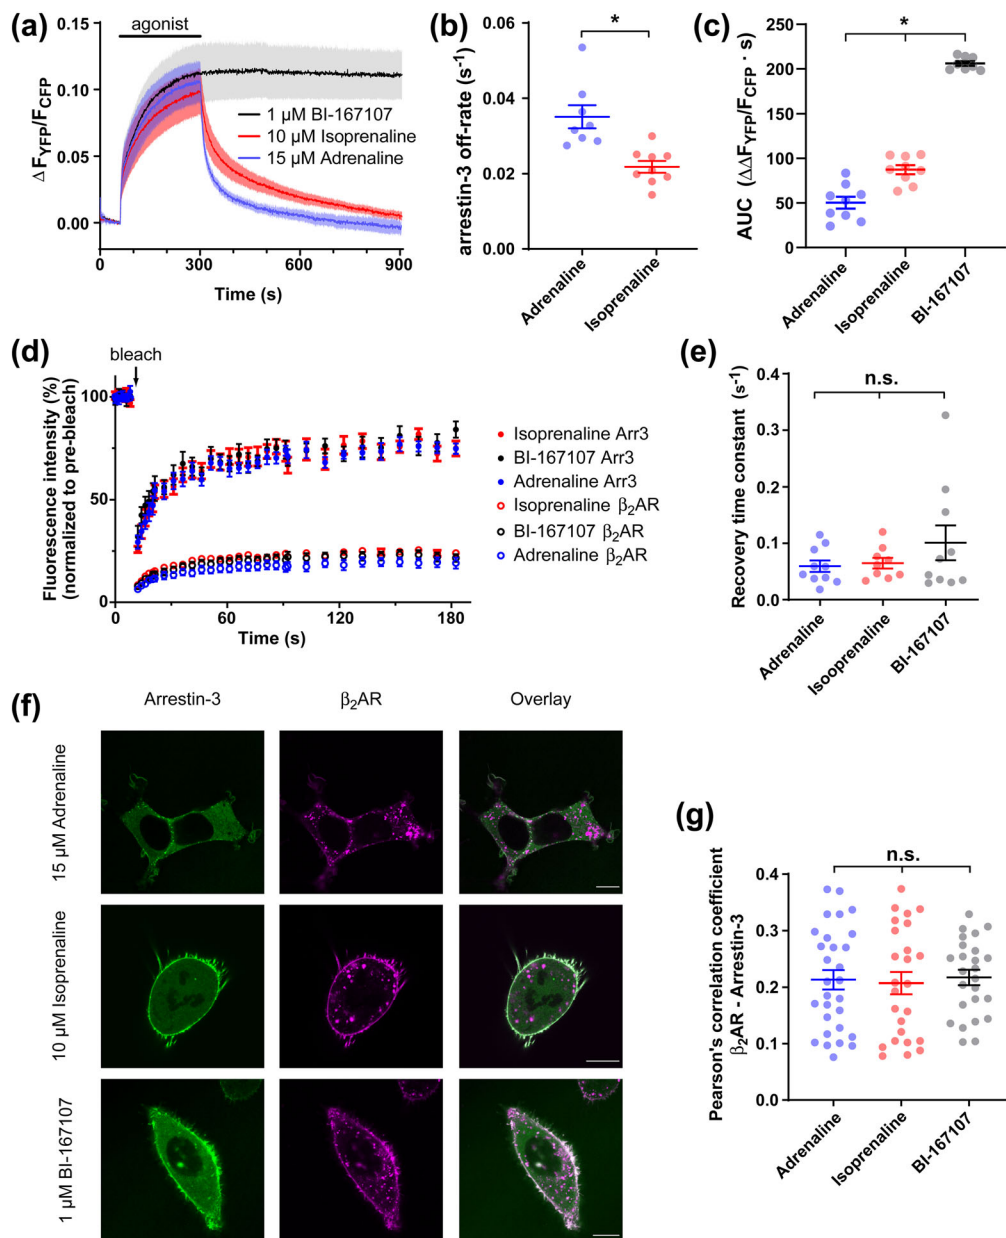 (a)
agonist
0.15
0.10
0.05
0.00
Δ F_YFP/F_CFP
1 µM BI-167107
10 µM Isoprenaline
15 µM Adrenaline
0
300
600
900
Time (s)
(b)
*
0.06
0.04
0.02
0.00
arrestin-3 off-rate (s⁻¹)
Adrenaline
Isoprenaline
(c)
*
250
200
150
100
50
0
AUC (ΔΔF_YFP/F_CFP · s)
Adrenaline
Isoprenaline
BI-167107
(d)
bleach
100
50
0
Fluorescence intensity (%)
(normalized to pre-bleach)
0
60
120
180
Time (s)
Isoprenaline Arr3
BI-167107 Arr3
Adrenaline Arr3
Isoprenaline β₂AR
BI-167107 β₂AR
Adrenaline β₂AR
(e)
n.s.
0.4
0.3
0.2
0.1
0.0
Recovery time constant (s⁻¹)
Adrenaline
Isooprenaline
BI-167107
(f)
Arrestin-3
β₂AR
Overlay
15 µM Adrenaline
10 µM Isoprenaline
1 µM BI-167107
(g)
n.s.
0.4
0.3
0.2
0.1
0.0
Pearson's correlation coefficient
β₂AR - Arrestin-3
Adrenaline
Isoprenaline
BI-167107